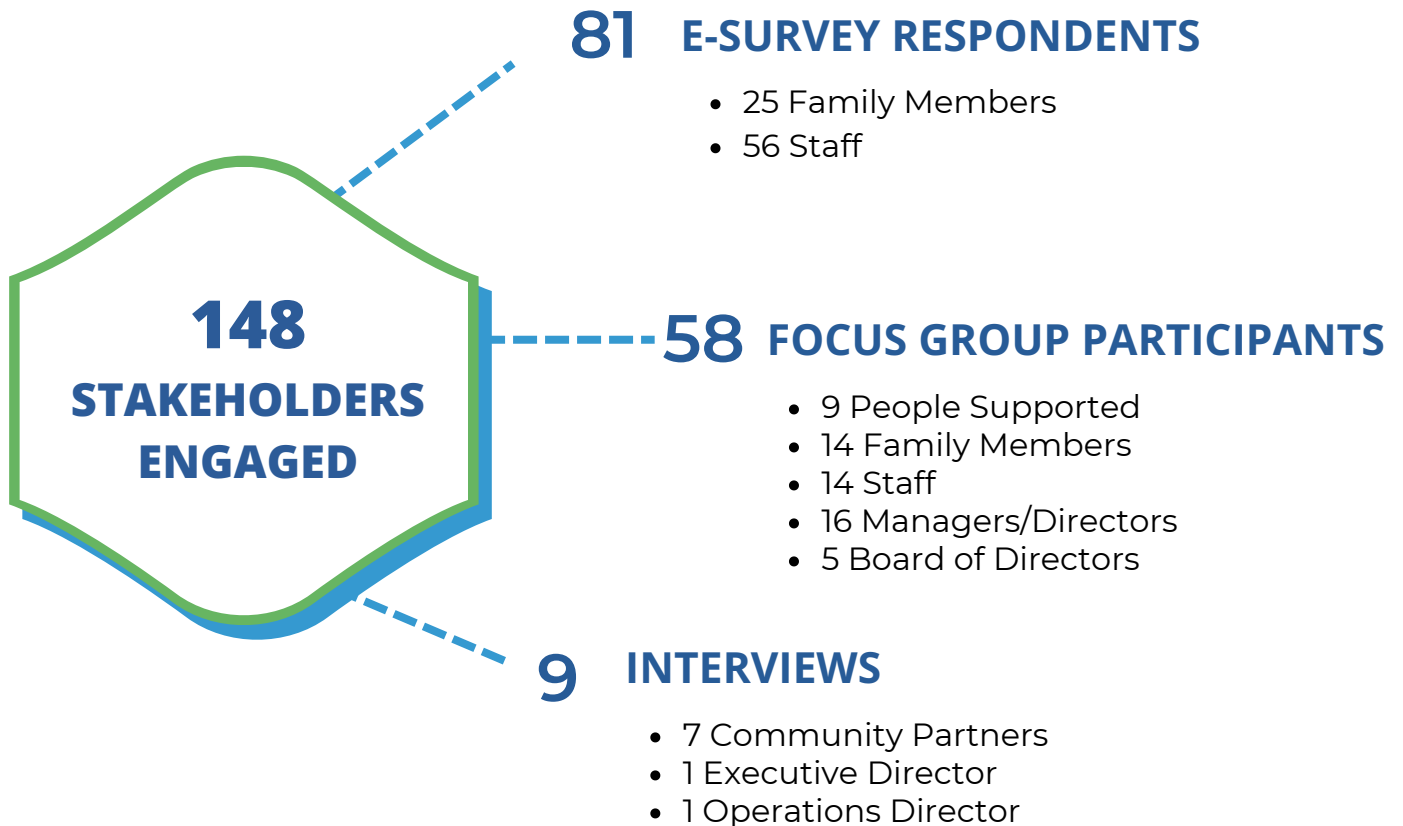 148
STAKEHOLDERS
ENGAGED
81 E-SURVEY RESPONDENTS
• 25 Family Members
• 56 Staff
58 FOCUS GROUP PARTICIPANTS
• 9 People Supported
• 14 Family Members
• 14 Staff
• 16 Managers/Directors
• 5 Board of Directors
9 INTERVIEWS
• 7 Community Partners
• 1 Executive Director
• 1 Operations Director